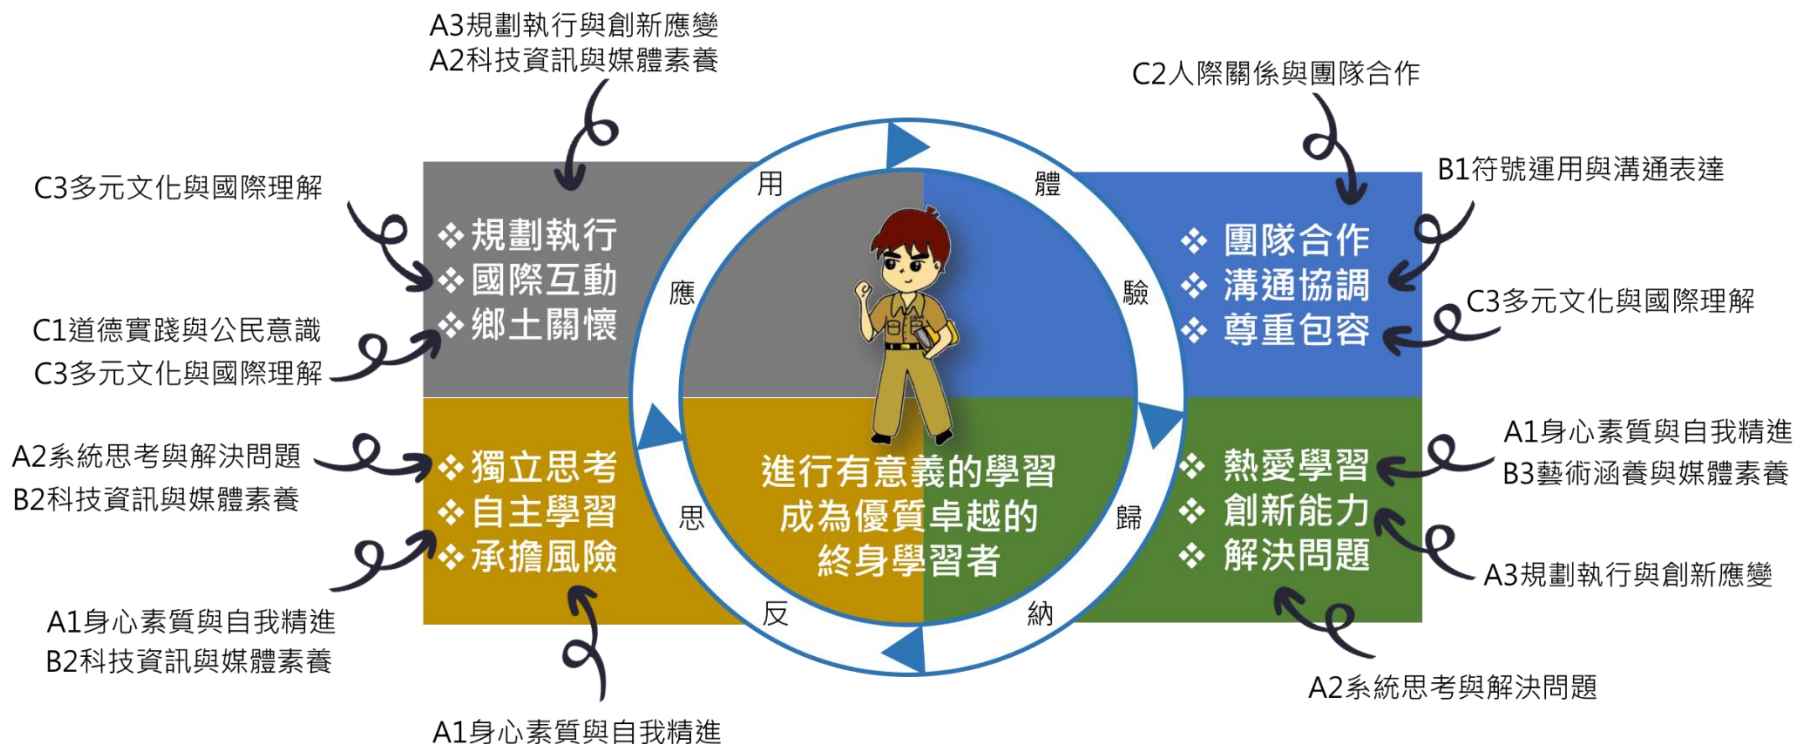 A3規劃執行與創新應變
A2科技資訊與媒體素養
C2人際關係與團隊合作
C3多元文化與國際理解
B1符號運用與溝通表達
用
體
❖規劃執行
❖國際互動
❖鄉土關懷
應
驗
❖ 團隊合作
❖ 溝通協調
❖ 尊重包容
C3多元文化與國際理解
C1道德實踐與公民意識
C3多元文化與國際理解
A2系統思考與解決問題
B2科技資訊與媒體素養
❖獨立思考
❖自主學習
❖承擔風險
思
進行有意義的學習
成為優質卓越的
終身學習者
歸
❖ 熱愛學習
❖ 創新能力
❖ 解決問題
A1身心素質與自我精進
B3藝術涵養與媒體素養
A3規劃執行與創新應變
反
納
A1身心素質與自我精進
B2科技資訊與媒體素養
A2系統思考與解決問題
A1身心素質與自我精進